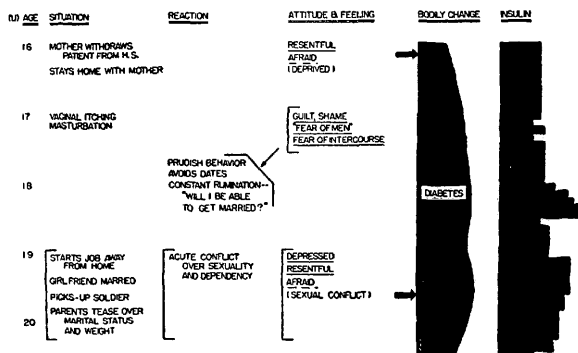 (U) AGE SITUATION REACTION ATTITUDE & FEELING BODILY CHANGE INSULIN
16 MOTHER WITHDRAWS RESENTFUL
PATIENT FROM H.S. AFRAID
STAYS HOME WITH MOTHER (DEPRIVED)
17 VAGINAL ITCHING GUILT, SHAME
MASTURBATION "FEAR OF MEN"
FEAR OF INTERCOURSE
PRUDISH BEHAVIOR
AVOIDS DATES
18 CONSTANT RUMINATION--
"WILL I BE ABLE
TO GET MARRIED?"
DIABETES
19 STARTS JOB AWAY ACUTE CONFLICT DEPRESSED
FROM HOME OVER SEXUALITY RESENTFUL
GIRLFRIEND MARRIED AND DEPENDENCY AFRAID
PICKS-UP SOLDIER (SEXUAL CONFLICT)
PARENTS TEASE OVER
20 MARITAL STATUS
AND WEIGHT